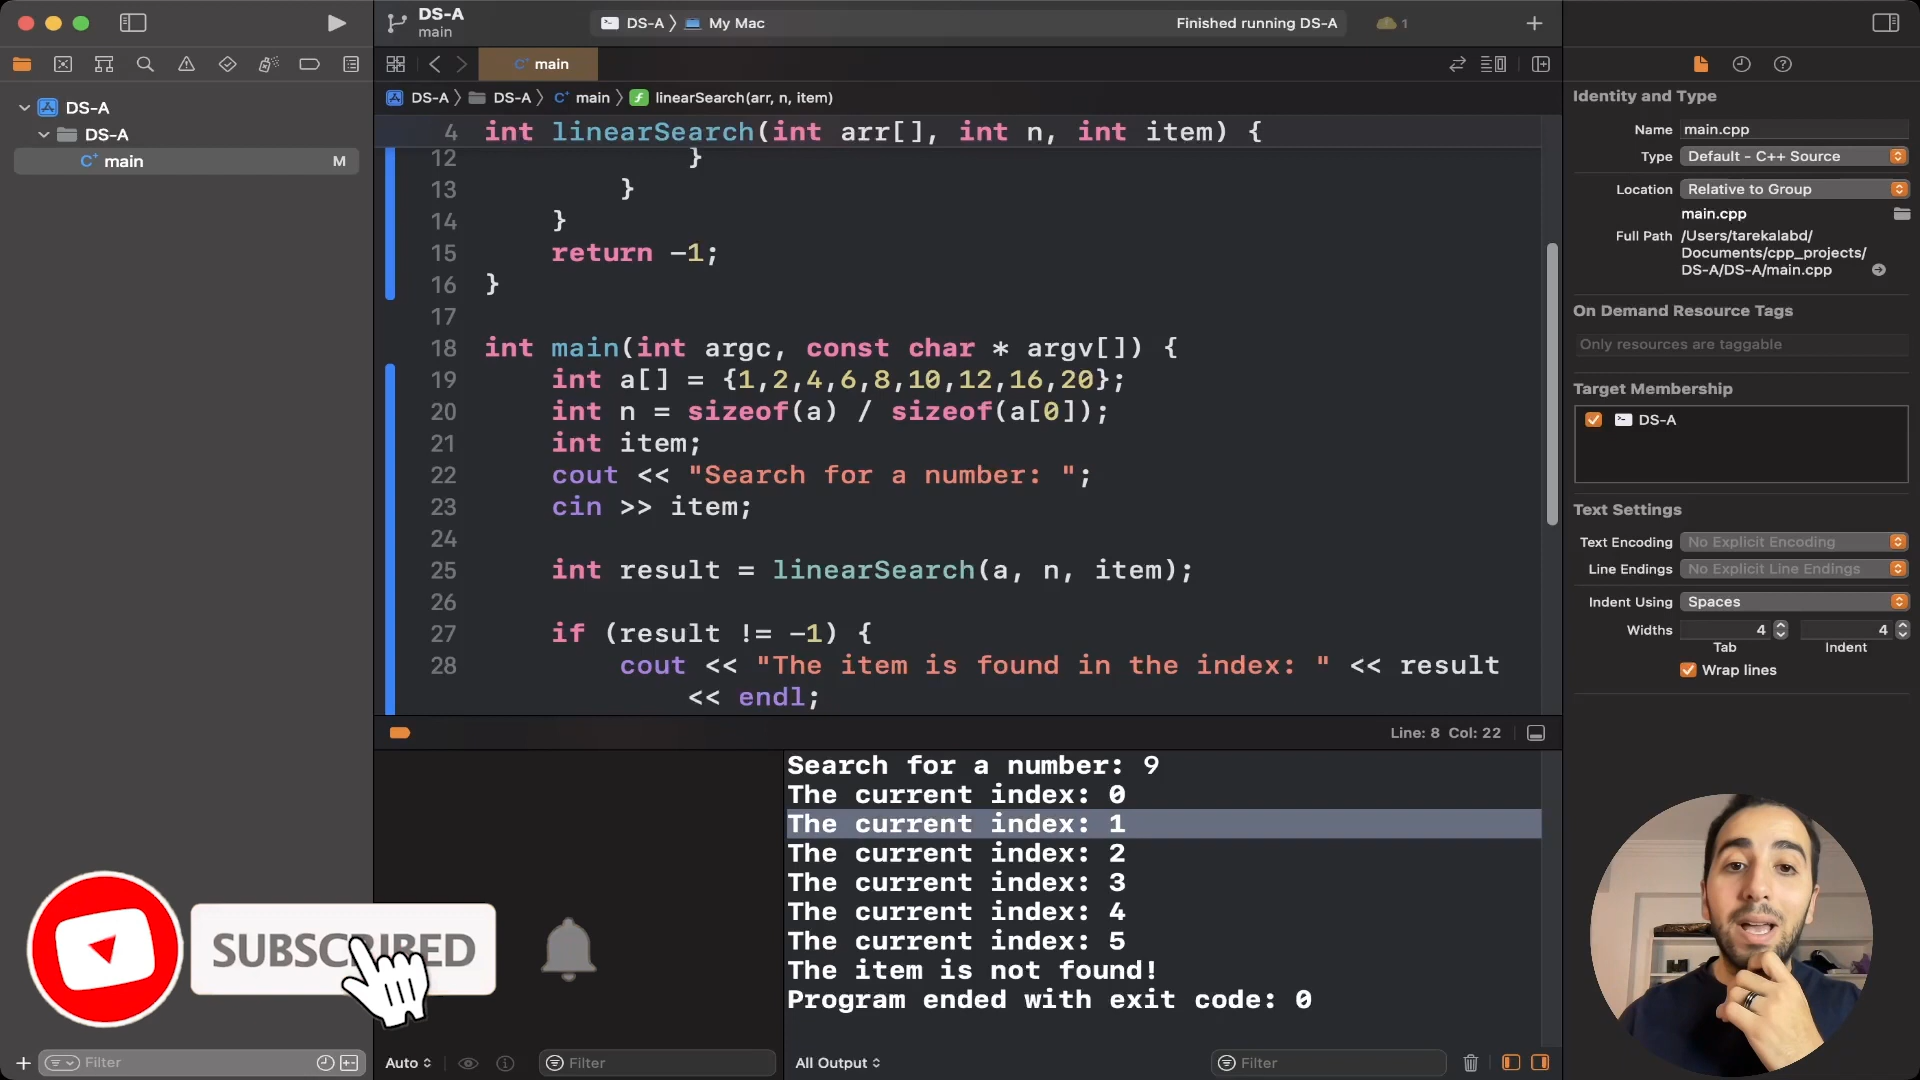 DS-A
main
DS-A 〉 My Mac
Finished running DS-A
1
main
DS-A
DS-A
main M
DS-A 〉 DS-A 〉 main 〉 linearSearch(arr, n, item)
4 int linearSearch(int arr[], int n, int item) {
12 }
13 }
14 }
15 return -1;
16 }
17
18 int main(int argc, const char * argv[]) {
19 int a[] = {1,2,4,6,8,10,12,16,20};
20 int n = sizeof(a) / sizeof(a[0]);
21 int item;
22 cout << "Search for a number: ";
23 cin >> item;
24
25 int result = linearSearch(a, n, item);
26
27 if (result != -1) {
28 cout << "The item is found in the index: " << result
<< endl;
Line: 8 Col: 22
Search for a number: 9
The current index: 0
The current index: 1
The current index: 2
The current index: 3
The current index: 4
The current index: 5
The item is not found!
Program ended with exit code: 0
Filter
Auto
Filter
All Output
Filter
SUBSCRIBED
Identity and Type
Name main.cpp
Type Default - C++ Source
Location Relative to Group
main.cpp
Full Path /Users/tarekalabd/
Documents/cpp_projects/
DS-A/DS-A/main.cpp
On Demand Resource Tags
Only resources are taggable
Target Membership
DS-A
Text Settings
Text Encoding No Explicit Encoding
Line Endings No Explicit Line Endings
Indent Using Spaces
Widths 4 4
Tab Indent
Wrap lines